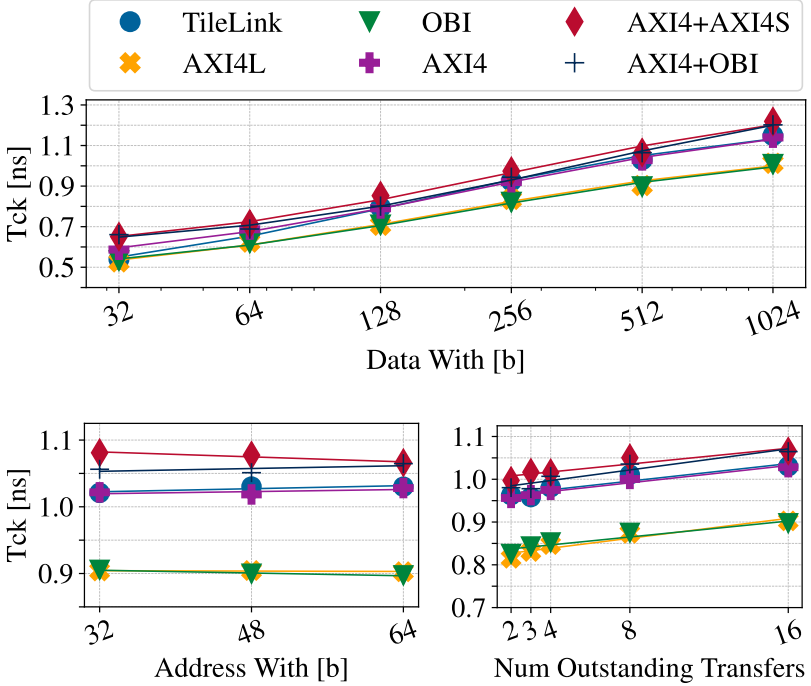 TileLink OBI AXI4+AXI4S
AXI4L AXI4 AXI4+OBI
1.3
1.1
0.9
0.7
0.5
Tck [ns]
32 64 128 256 512 1024
Data With [b]
1.1
1.0
0.9
Tck [ns]
32 48 64
Address With [b]
1.1
1.0
0.9
0.8
0.7
2 3 4 8 16
Num Outstanding Transfers